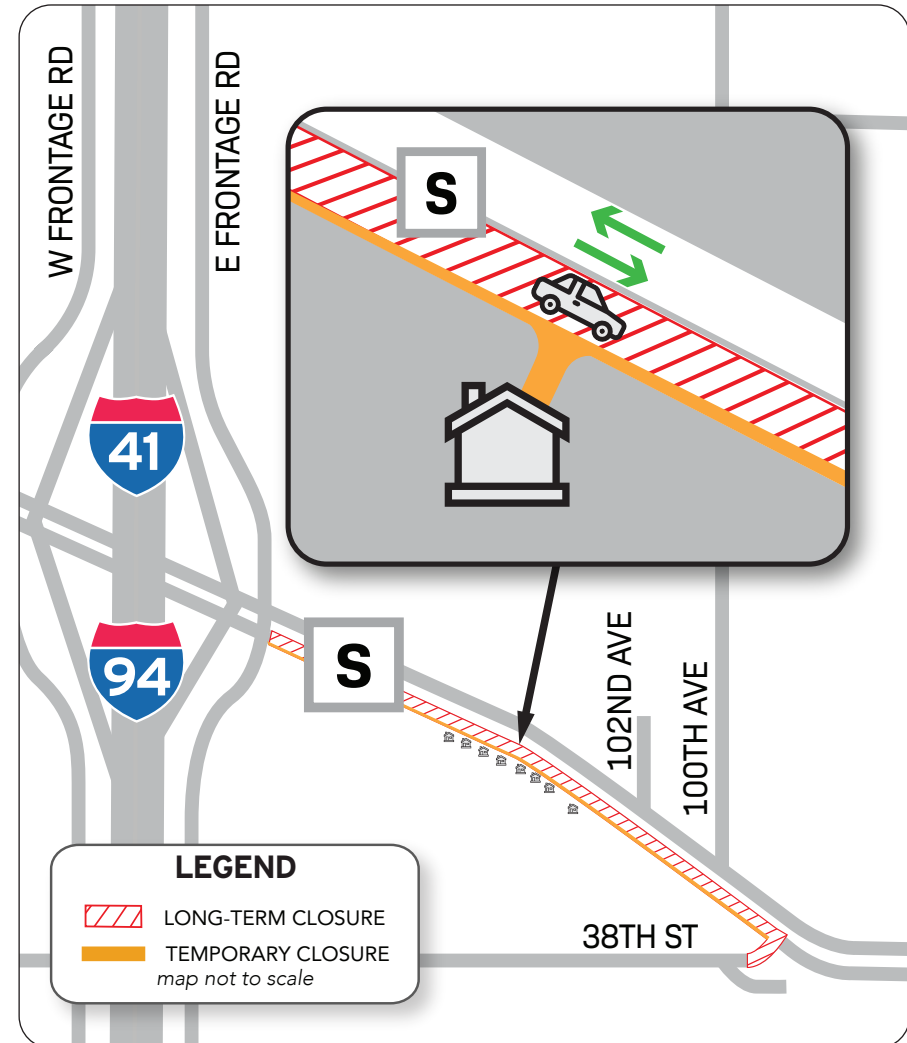 W FRONTAGE RD
E FRONTAGE RD
S
41
94
S
102ND AVE
100TH AVE
38TH ST
LEGEND
LONG-TERM CLOSURE
TEMPORARY CLOSURE
map not to scale